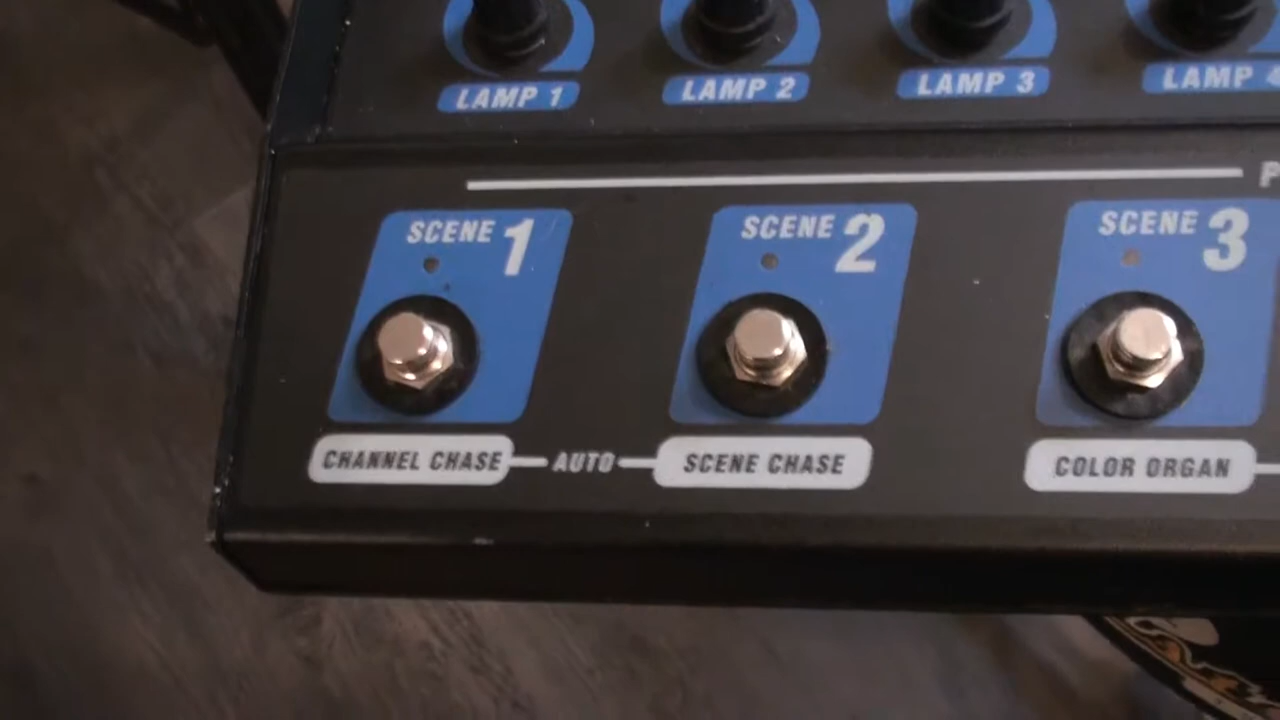 LAMP 1
LAMP 2
LAMP 3
LAMP
SCENE 1
SCENE 2
SCENE 3
CHANNEL CHASE
AUTO
SCENE CHASE
COLOR ORGAN